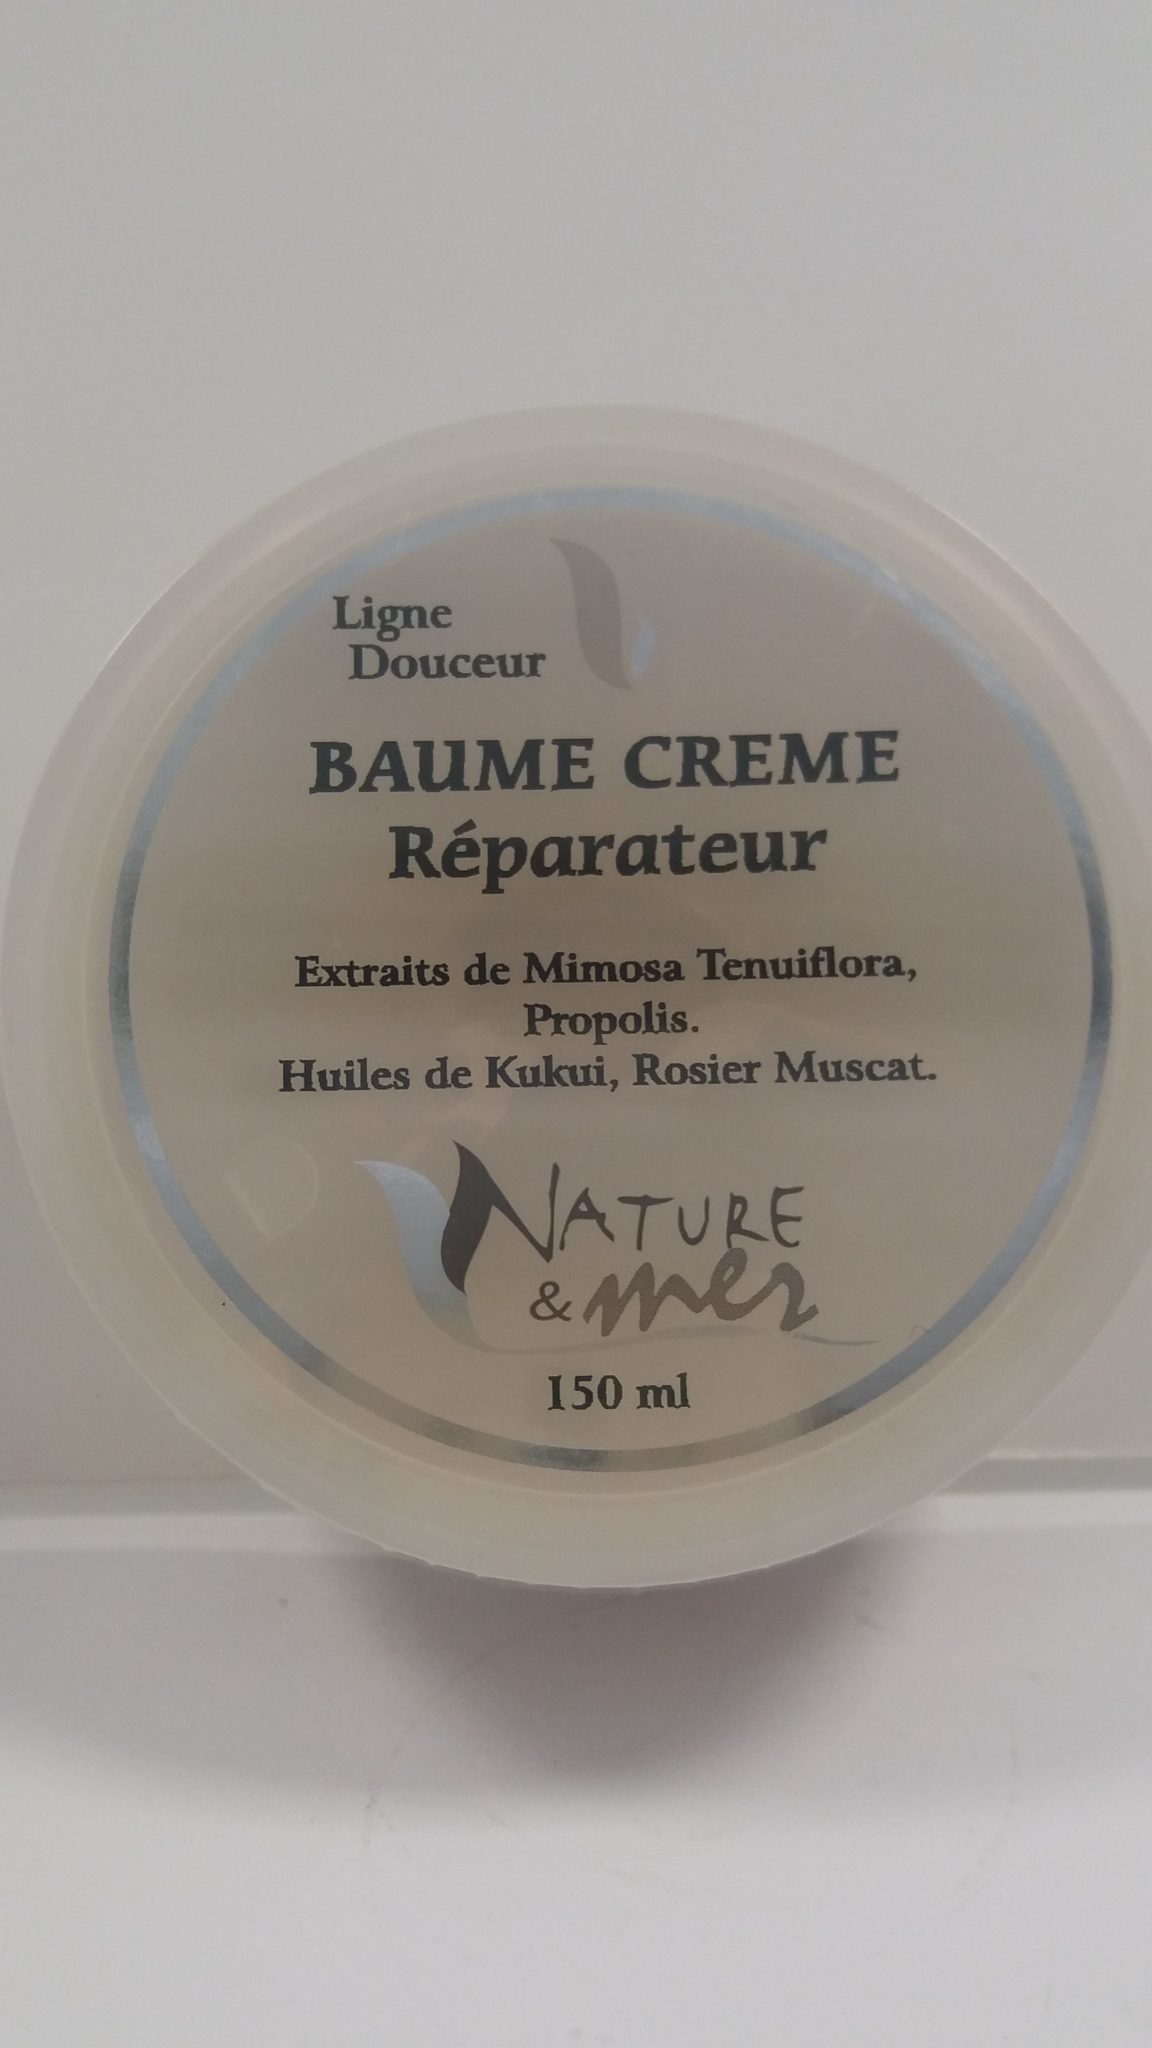 Ligne
Douceur
BAUME CREME
Réparateur
Extraits de Mimosa Tenuiflora,
Propolis.
Huiles de Kukui, Rosier Muscat.
NATURE
& mer
150 ml